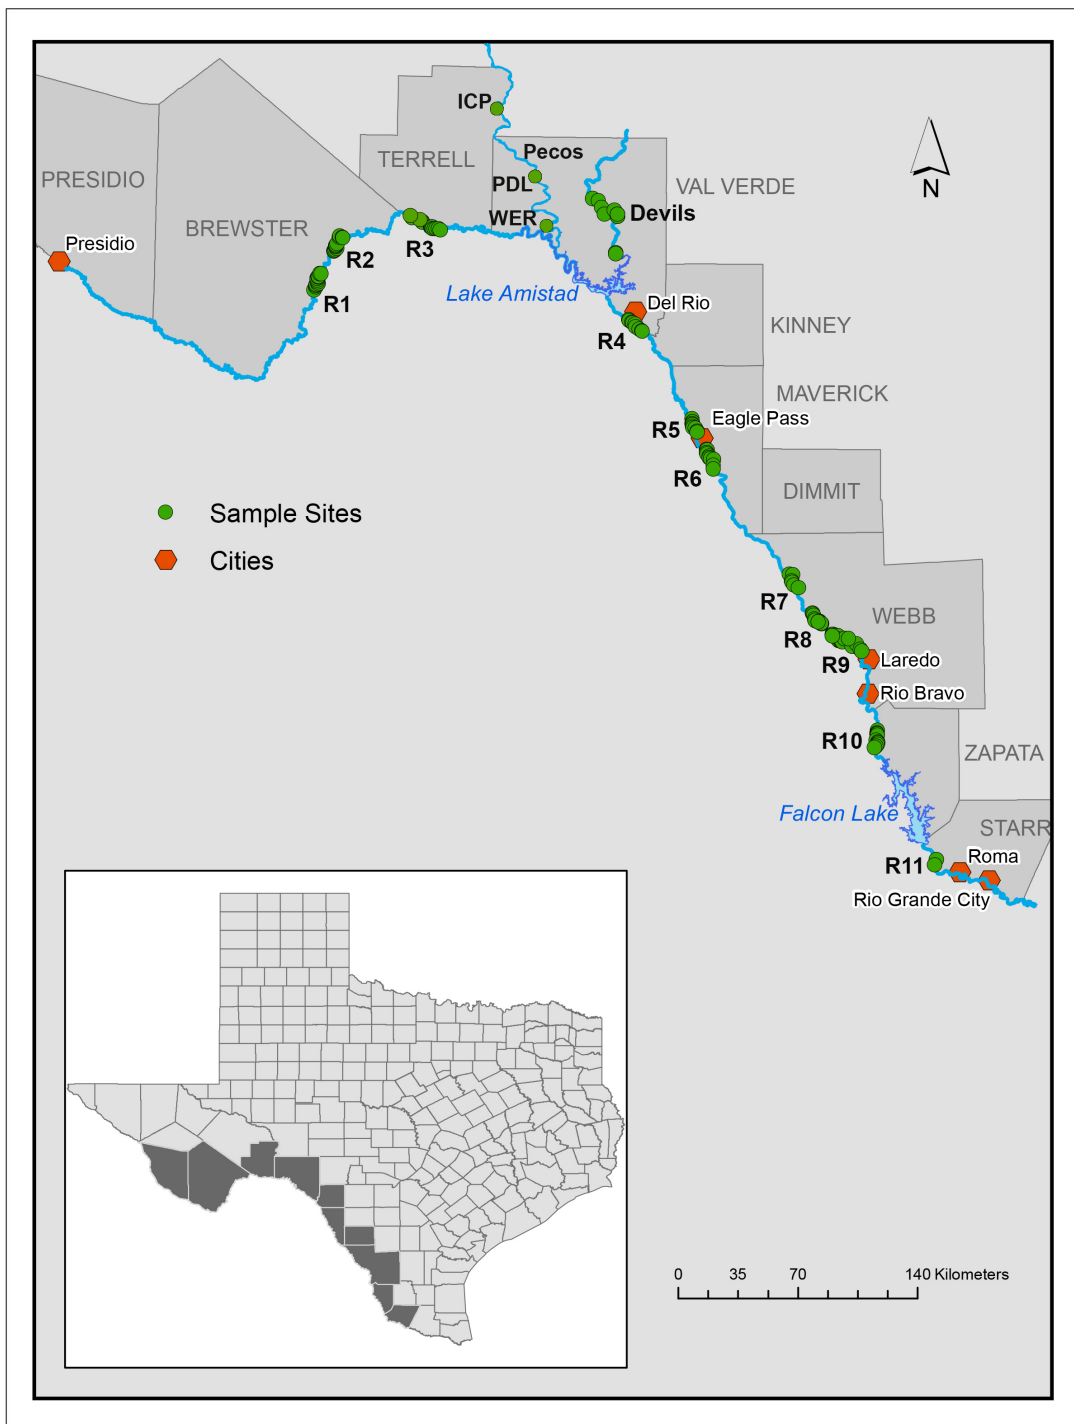 ICP
Pecos
TERRELL
PRESIDIO
PDL
VAL VERDE
Devils
WER
BREWSTER
Presidio
R3
R2
Lake Amistad
R1
Del Rio
KINNEY
R4
MAVERICK
Eagle Pass
R5
R6
DIMMIT
Sample Sites
Cities
R7
WEBB
R8
R9
Laredo
Rio Bravo
R10
ZAPATA
Falcon Lake
STARR
Roma
R11
Rio Grande City
N
0 35 70 140 Kilometers